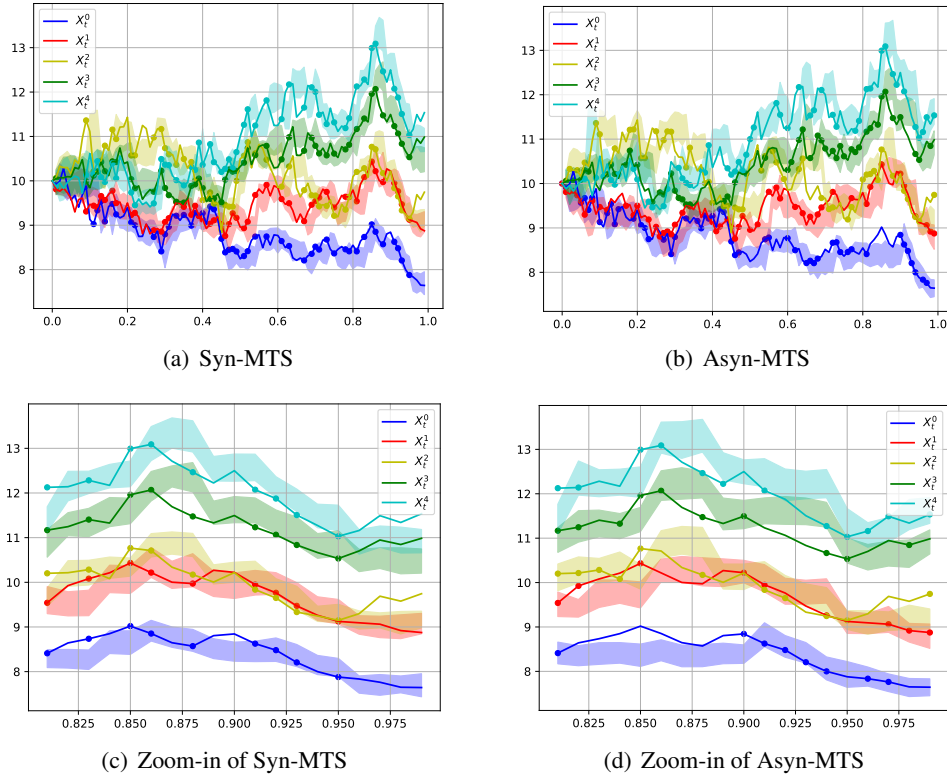 X_t^0
X_t^1
X_t^2
X_t^3
X_t^4
13
12
11
10
9
8
0.0 0.2 0.4 0.6 0.8 1.0
(a) Syn-MTS
X_t^0
X_t^1
X_t^2
X_t^3
X_t^4
13
12
11
10
9
8
0.0 0.2 0.4 0.6 0.8 1.0
(b) Asyn-MTS
X_t^0
X_t^1
X_t^2
X_t^3
X_t^4
13
12
11
10
9
8
0.825 0.850 0.875 0.900 0.925 0.950 0.975
(c) Zoom-in of Syn-MTS
X_t^0
X_t^1
X_t^2
X_t^3
X_t^4
13
12
11
10
9
8
0.825 0.850 0.875 0.900 0.925 0.950 0.975
(d) Zoom-in of Asyn-MTS